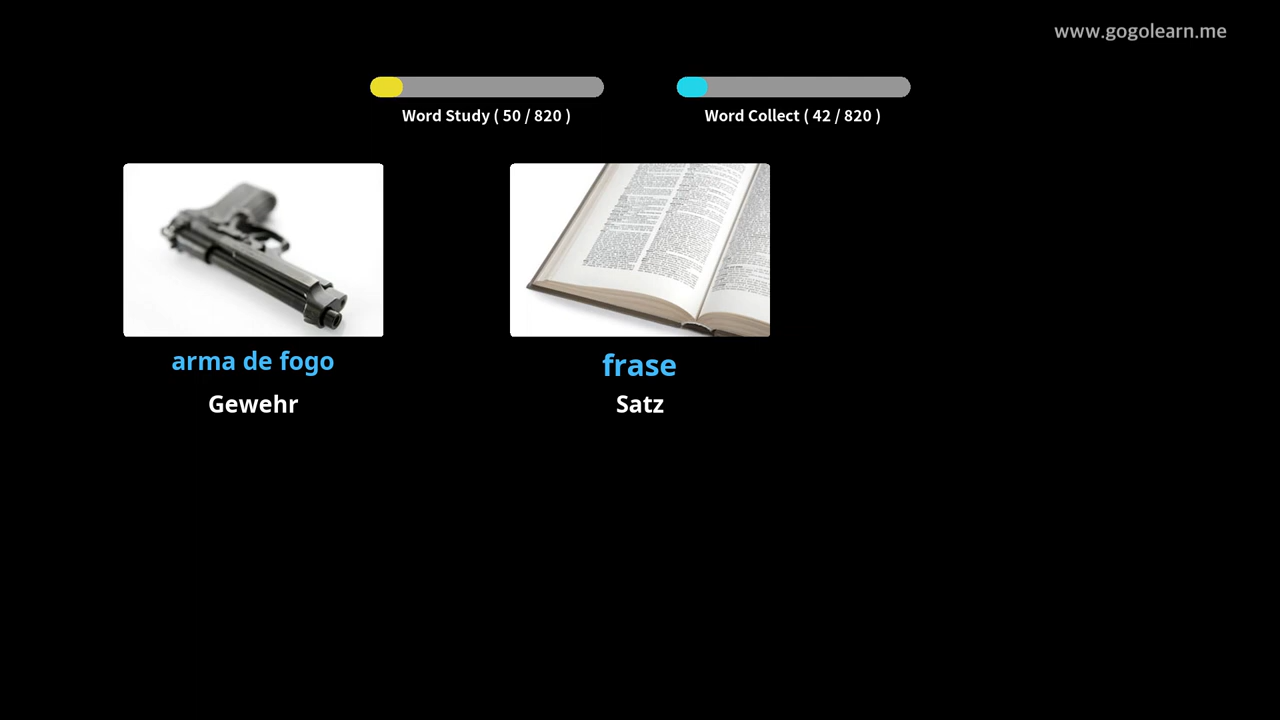 www.gogolearn.me
Word Study ( 50 / 820 )
Word Collect ( 42 / 820 )
arma de fogo
Gewehr
frase
Satz